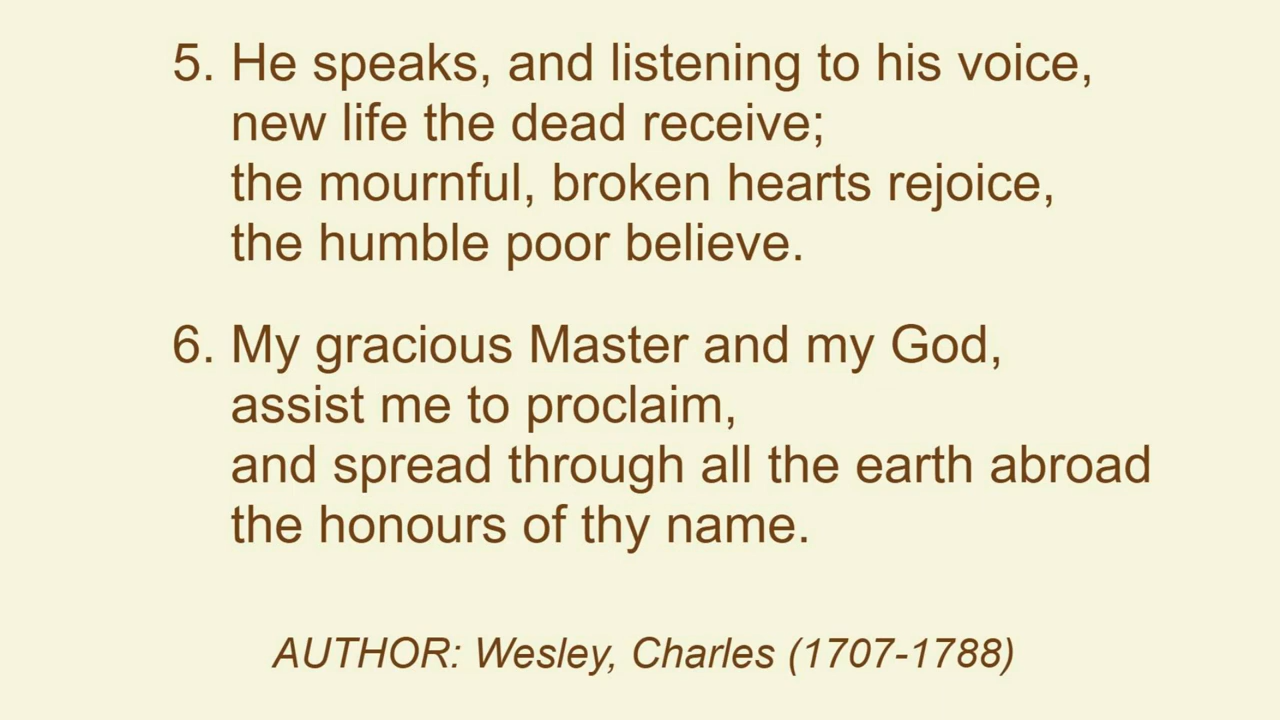 5. He speaks, and listening to his voice,
new life the dead receive;
the mournful, broken hearts rejoice,
the humble poor believe.
6. My gracious Master and my God,
assist me to proclaim,
and spread through all the earth abroad
the honours of thy name.
AUTHOR: Wesley, Charles (1707-1788)